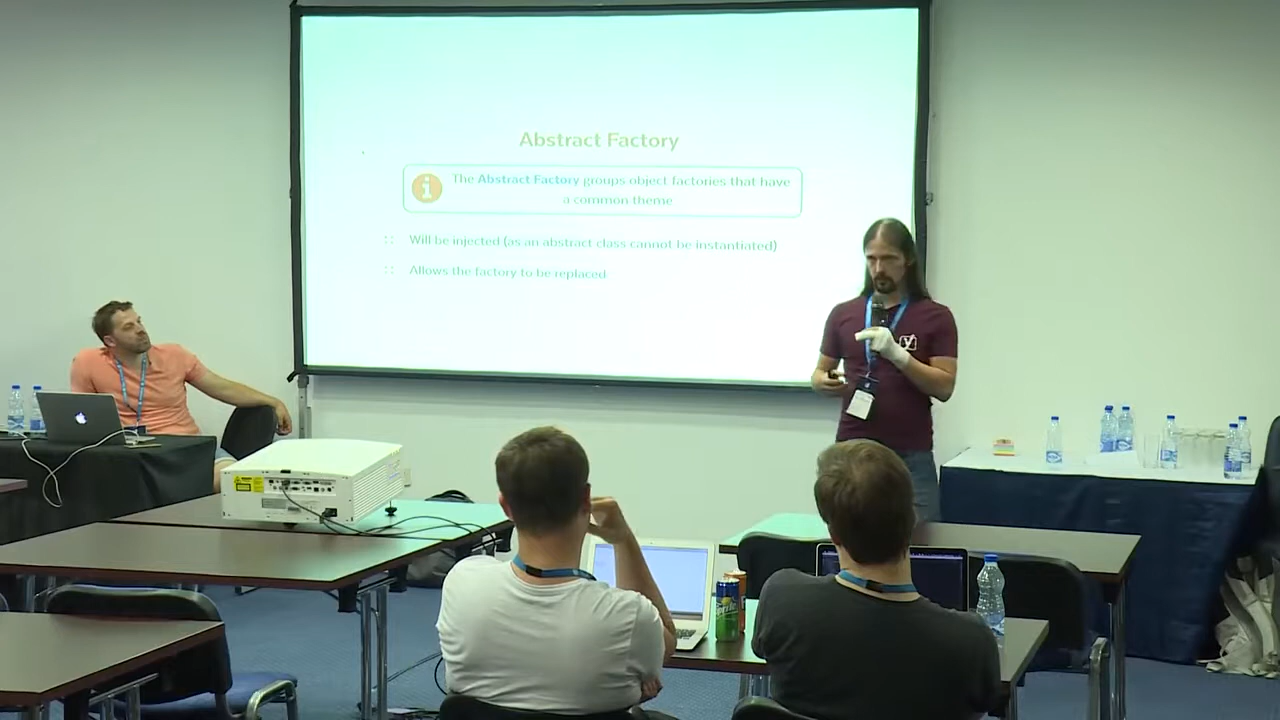 Abstract Factory
The Abstract Factory groups object factories that have
a common theme
Will be injected (as an abstract class cannot be instantiated)
Allows the factory to be replaced